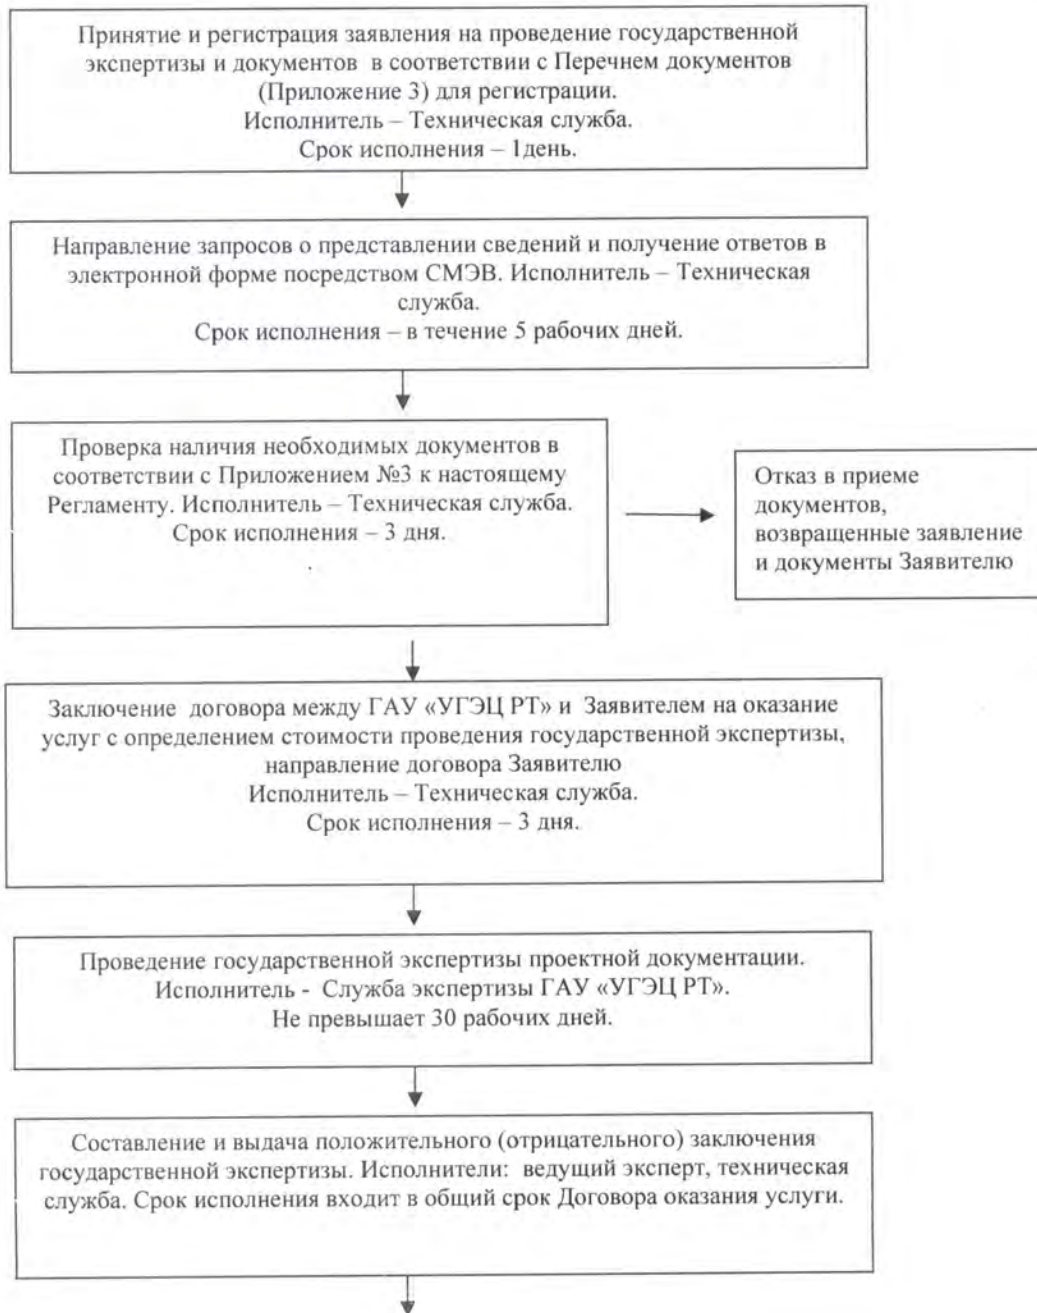 Принятие и регистрация заявления на проведение государственной
экспертизы и документов в соответствии с Перечнем документов
(Приложение 3) для регистрации.
Исполнитель – Техническая служба.
Срок исполнения – 1день.
Направление запросов о представлении сведений и получение ответов в
электронной форме посредством СМЭВ. Исполнитель – Техническая
служба.
Срок исполнения – в течение 5 рабочих дней.
Проверка наличия необходимых документов в
соответствии с Приложением №3 к настоящему
Регламенту. Исполнитель – Техническая служба.
Срок исполнения – 3 дня.
Отказ в приеме
документов,
возвращенные заявление
и документы Заявителю
Заключение договора между ГАУ «УГЭЦ РТ» и Заявителем на оказание
услуг с определением стоимости проведения государственной экспертизы,
направление договора Заявителю
Исполнитель – Техническая служба.
Срок исполнения – 3 дня.
Проведение государственной экспертизы проектной документации.
Исполнитель - Служба экспертизы ГАУ «УГЭЦ РТ».
Не превышает 30 рабочих дней.
Составление и выдача положительного (отрицательного) заключения
государственной экспертизы. Исполнители: ведущий эксперт, техническая
служба. Срок исполнения входит в общий срок Договора оказания услуги.